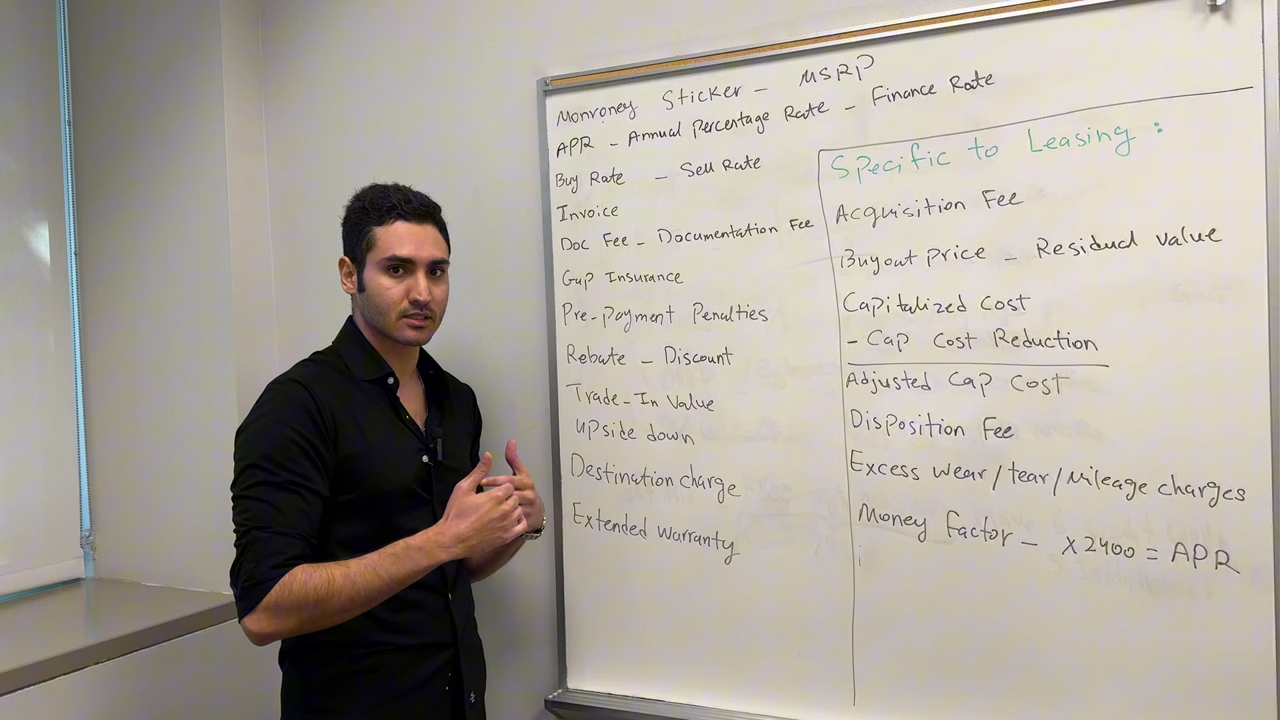 Monroney Sticker - MSRP
APR - Annual Percentage Rate - Finance Rate
Buy Rate - Sell Rate
Invoice
Doc Fee - Documentation Fee
Gap Insurance
Pre-payment Penalties
Rebate - Discount
Trade-In Value
upside down
Destination charge
Extended warranty
Specific to Leasing:
Acquisition Fee
Buyout price - Residual value
Capitalized Cost
- Cap Cost Reduction
Adjusted Cap Cost
Disposition Fee
Excess wear/tear/mileage charges
Money factor - x2400 = APR